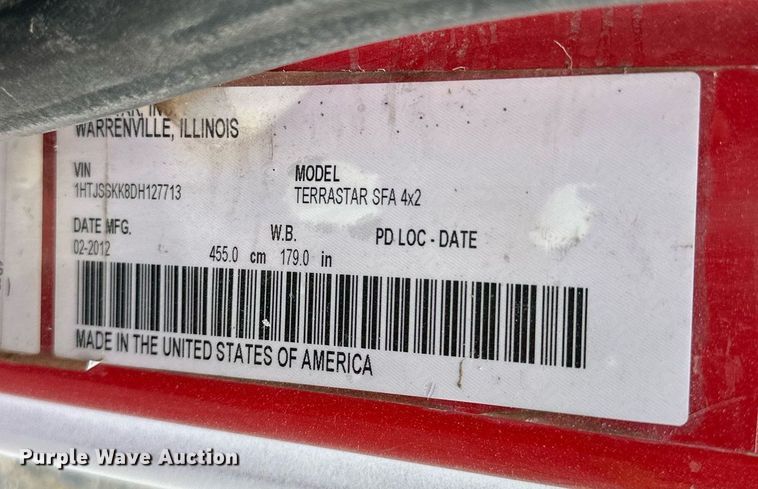 WARRENVILLE, ILLINOIS
VIN MODEL
1HTJSSKK8DH127713 TERRASTAR SFA 4x2
DATE MFG. W.B. PD LOC - DATE
02-2012 455.0 cm 179.0 in
MADE IN THE UNITED STATES OF AMERICA
Purple Wave Auction